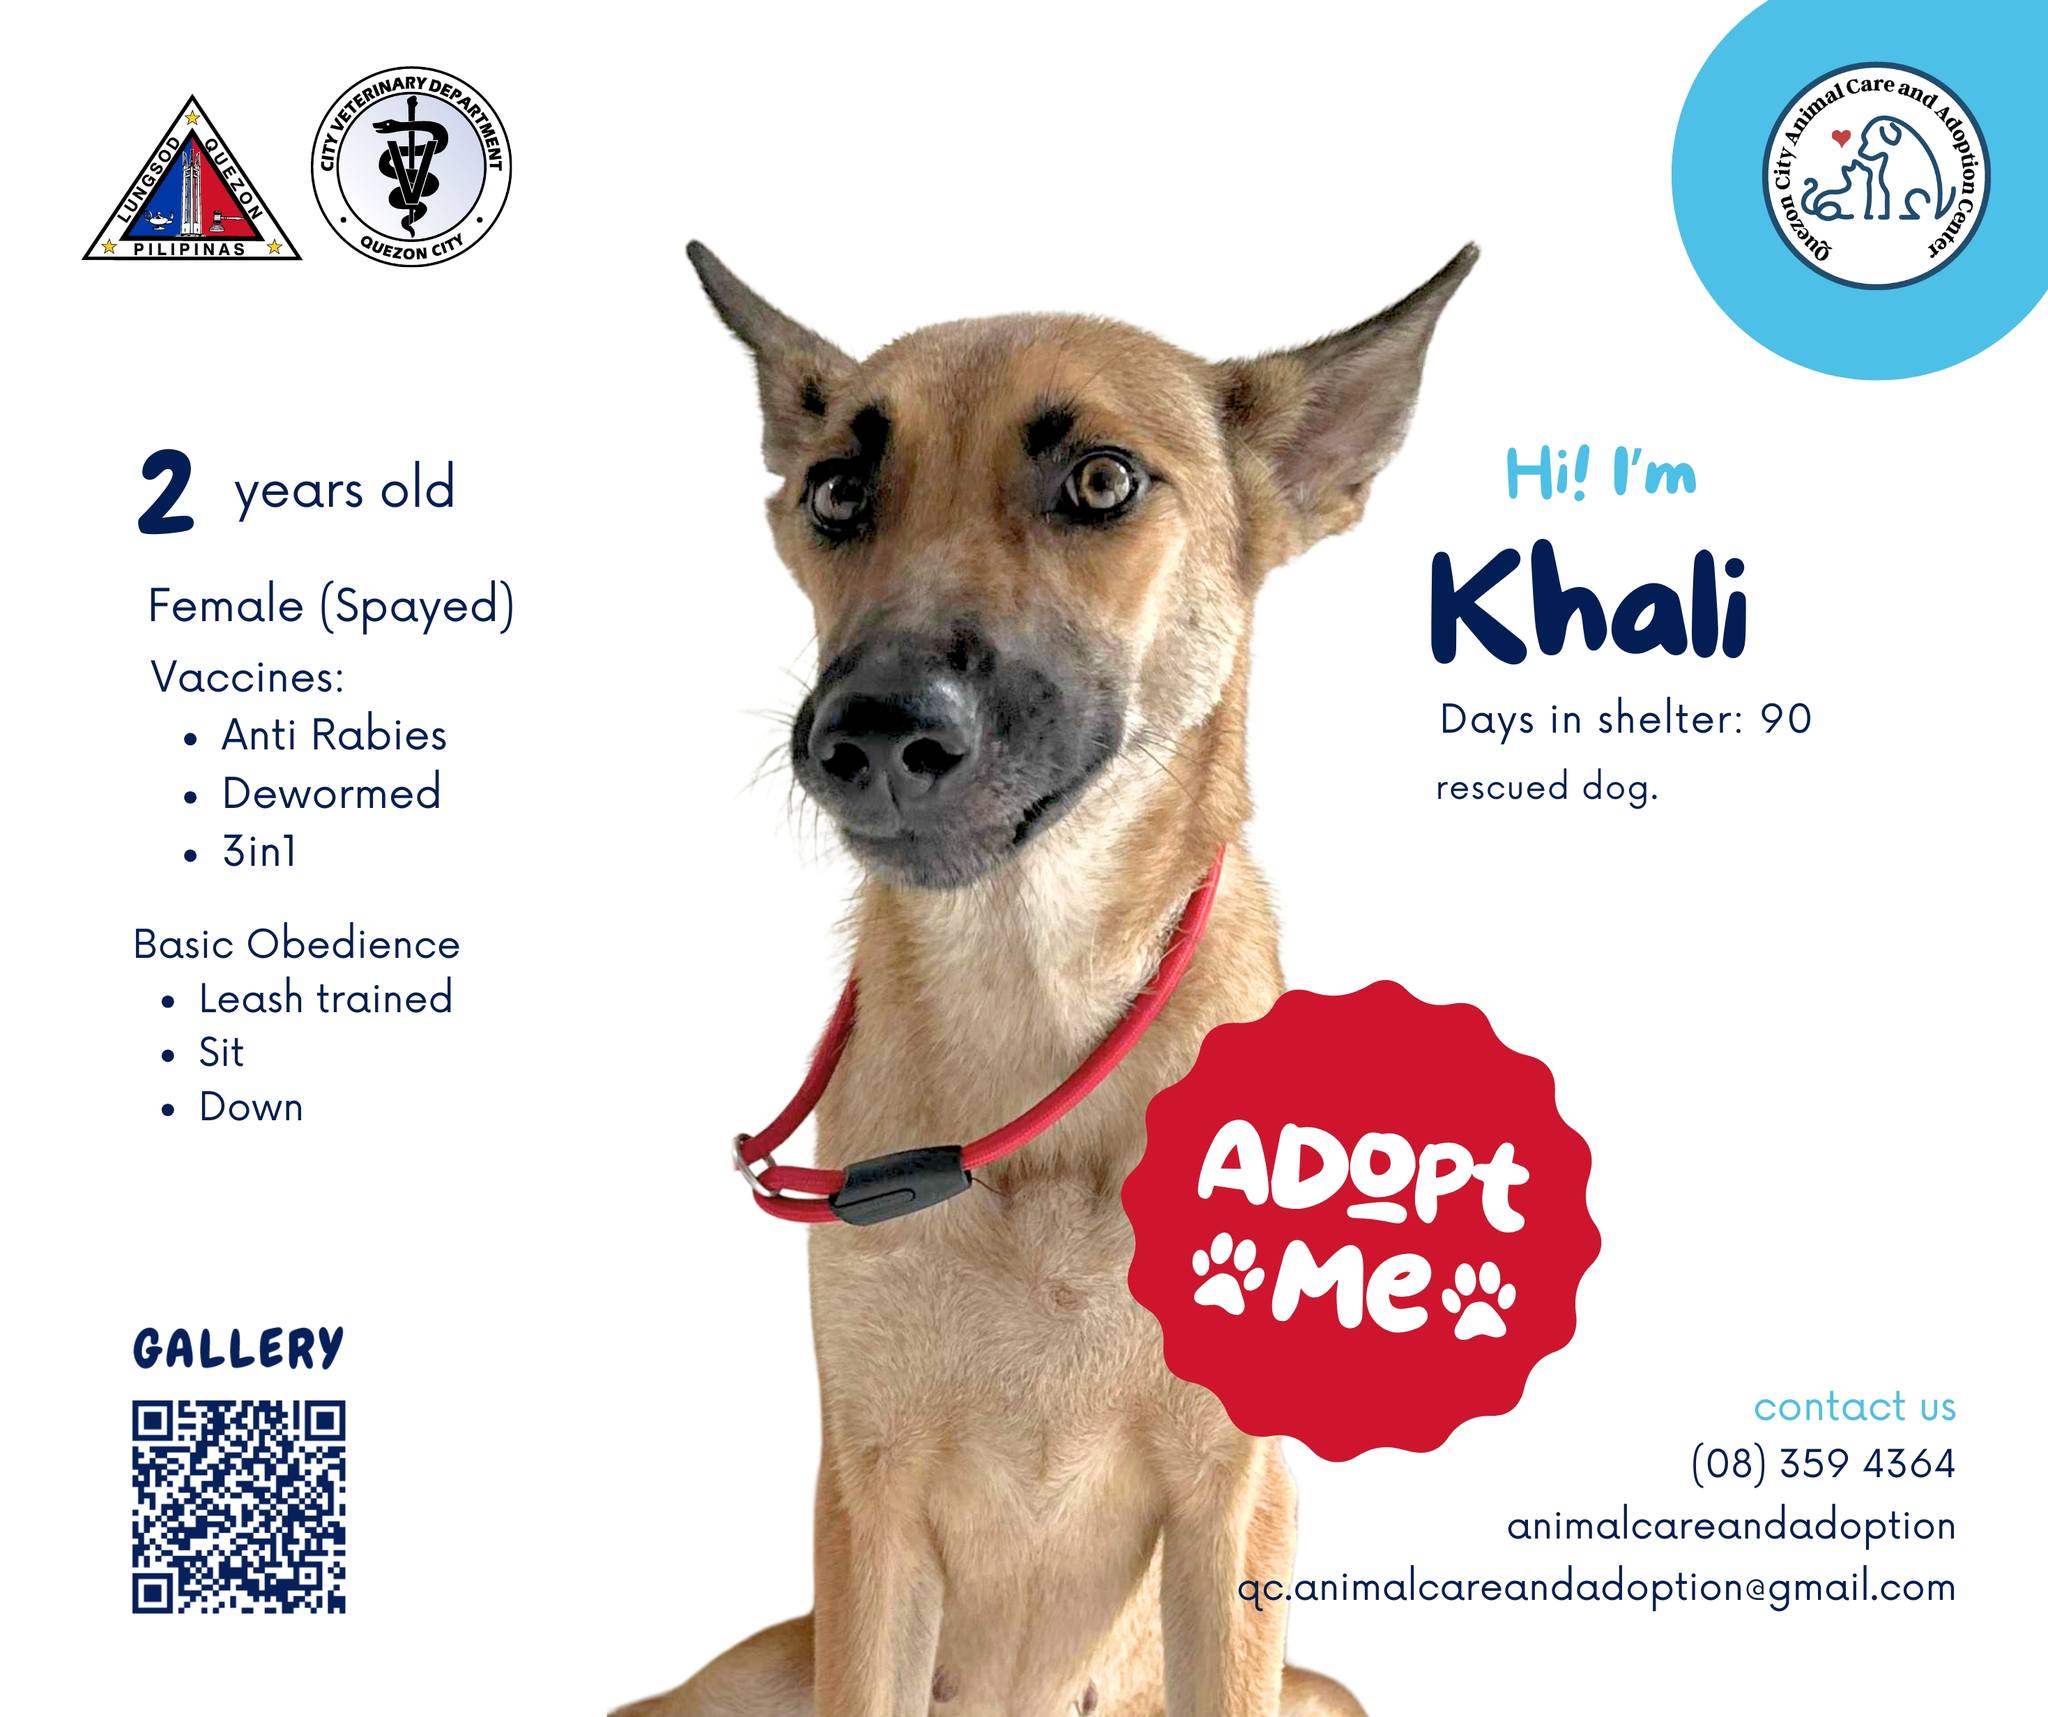 LUNGSOD QUEZON
PILIPINAS
CITY VETERINARY DEPARTMENT
V
QUEZON CITY
Quezon City Animal Care and Adoption Center
2 years old
Female (Spayed)
Vaccines:
• Anti Rabies
• Dewormed
• 3in1
Basic Obedience
• Leash trained
• Sit
• Down
GALLERY
Hi! I'm
Khali
Days in shelter: 90
rescued dog.
ADOPt
Me
contact us
(08) 359 4364
animalcareandadoption
qc.animalcareandadoption@gmail.com